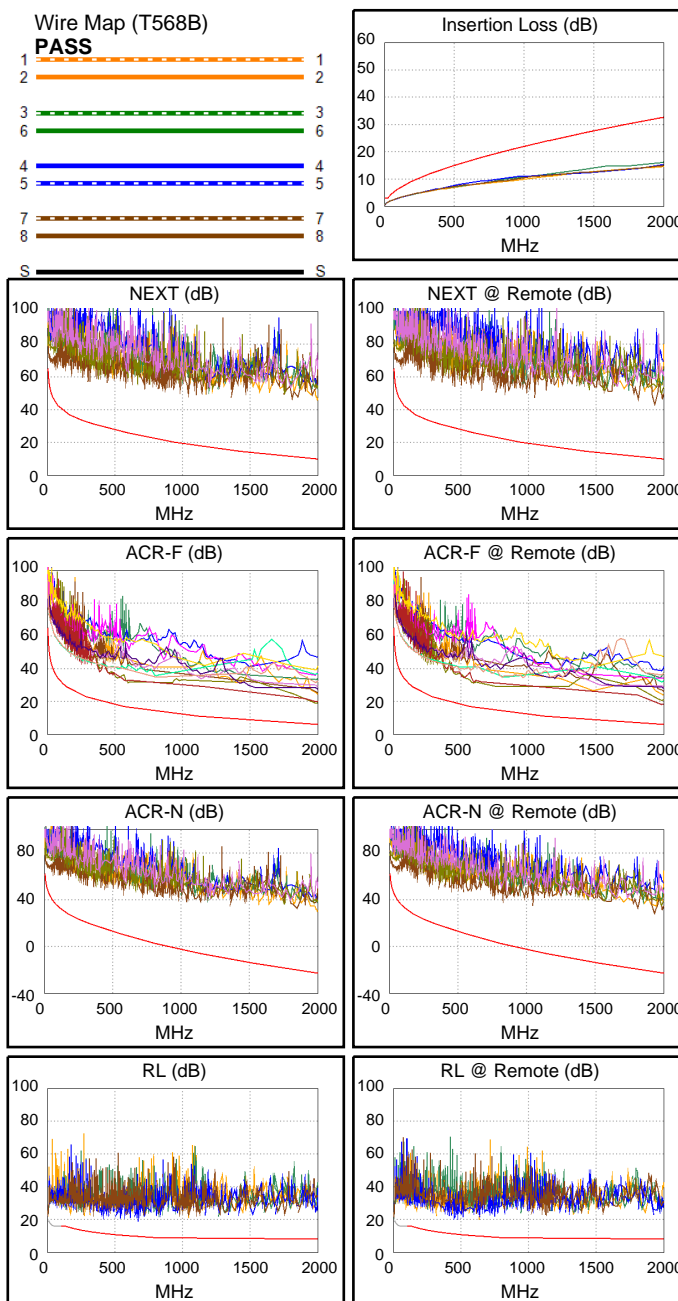 Wire Map (T568B)
PASS
1 1
2 2
3 3
6 6
4 4
5 5
7 7
8 8
S S
Insertion Loss (dB)
60
50
40
30
20
10
0
0 500 1000 1500 2000
MHz
NEXT (dB)
100
80
60
40
20
0
0 500 1000 1500 2000
MHz
NEXT @ Remote (dB)
100
80
60
40
20
0
0 500 1000 1500 2000
MHz
ACR-F (dB)
100
80
60
40
20
0
0 500 1000 1500 2000
MHz
ACR-F @ Remote (dB)
100
80
60
40
20
0
0 500 1000 1500 2000
MHz
ACR-N (dB)
80
40
0
-40
0 500 1000 1500 2000
MHz
ACR-N @ Remote (dB)
80
40
0
-40
0 500 1000 1500 2000
MHz
RL (dB)
100
80
60
40
20
0
0 500 1000 1500 2000
MHz
RL @ Remote (dB)
100
80
60
40
20
0
0 500 1000 1500 2000
MHz